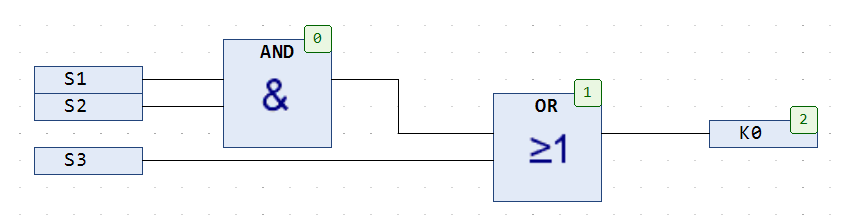 AND
0
&
S1
S2
S3
OR
1
≥1
K0
2